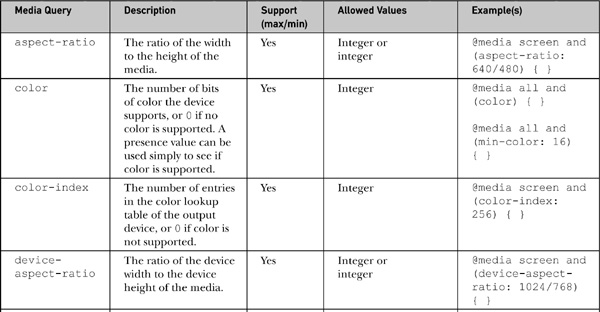 Media Query Description Support (max/min) Allowed Values Example(s)
aspect-ratio
The ratio of the width
to the height of the
media.
Yes
Integer or
integer
@media screen and
(aspect-ratio:
640/480) { }
color
The number of bits
of color the device
supports, or 0 if no
color is supported. A
presence value can be
used simply to see if
color is supported.
Yes
Integer
@media all and
(color) { }
@media all and
(min-color: 16)
{ }
color-index
The number of entries
in the color lookup
table of the output
device, or 0 if color is
not supported.
Yes
Integer
@media screen and
(color-index:
256) { }
device-
aspect-ratio
The ratio of the device
width to the device
height of the media.
Yes
Integer or
integer
@media screen and
(device-aspect-
ratio: 1024/768)
{ }